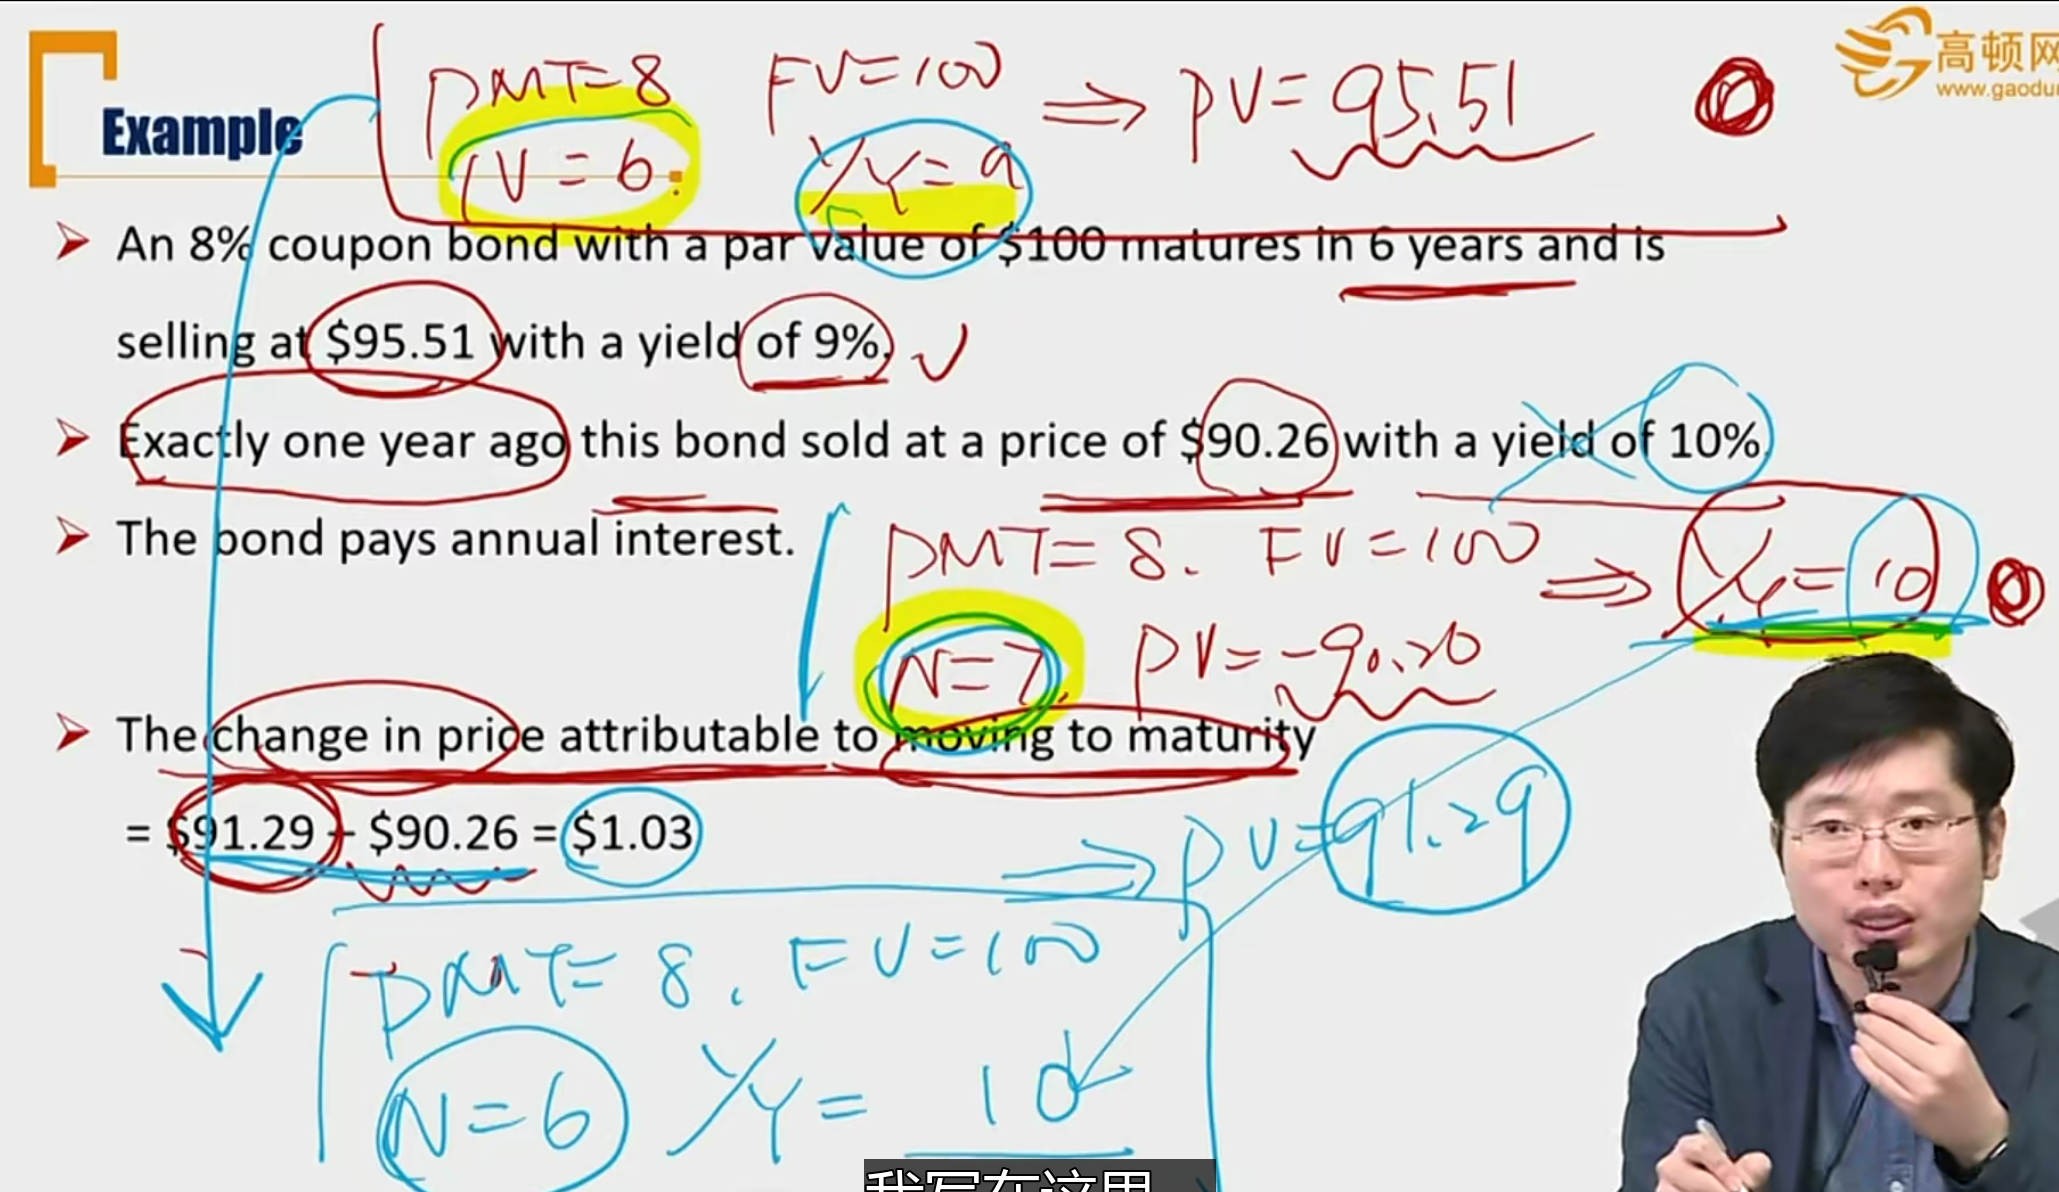 高顿网
www.gaodun
PMT=8 FV=100 ⇒ PV=95.51
N=6 I/Y=9
Example
An 8% coupon bond with a par value of $100 matures in 6 years and is
selling at $95.51 with a yield of 9%.
Exactly one year ago this bond sold at a price of $90.26 with a yield of 10%.
The bond pays annual interest.
PMT=8. FV=100 ⇒ I/Y=10
N=7. PV=-90.26
The change in price attributable to moving to maturity
= $91.29 - $90.26 = $1.03
⇒ PV=91.29
PMT=8. FV=100
N=6 I/Y=10
我写在这里